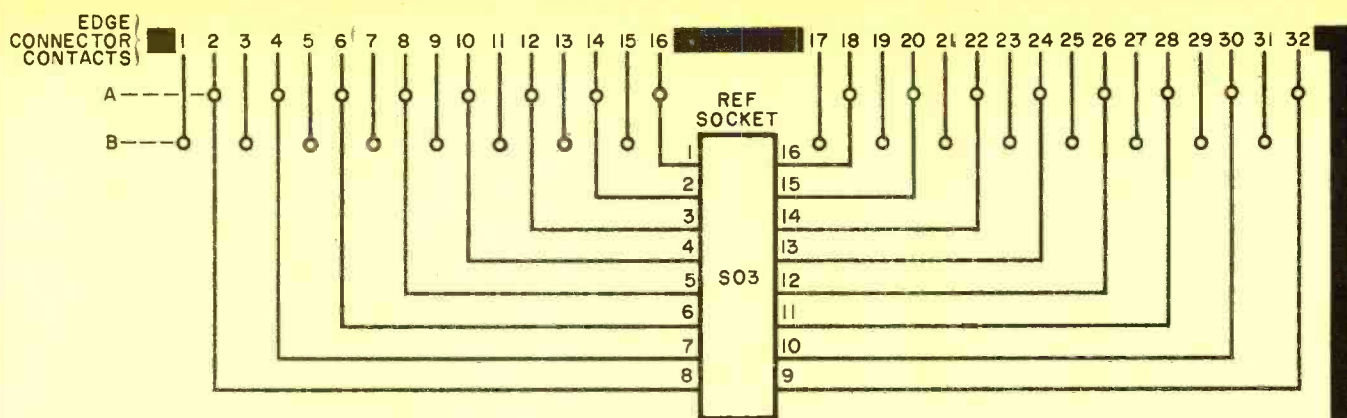 EDGE
CONNECTOR
CONTACTS
1 2 3 4 5 6 7 8 9 10 11 12 13 14 15 16 17 18 19 20 21 22 23 24 25 26 27 28 29 30 31 32
A
REF
SOCKET
B
1 16
2 15
3 14
4 13
SO3
5 12
6 11
7 10
8 9